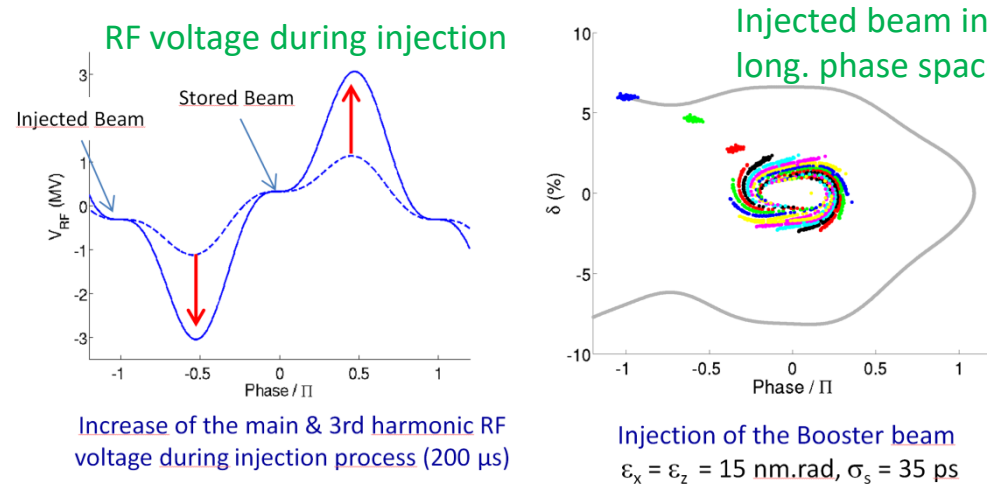 RF voltage during injection
3
1
0
-1
-2
-3
V_RF (MV)
Injected Beam
Stored Beam
-1
-0.5
0
0.5
1
Phase / Π
Increase of the main & 3rd harmonic RF
voltage during injection process (200 µs)
Injected beam in
long. phase spac
10
5
0
-5
-10
δ (%)
-1
-0.5
0
0.5
1
Phase / Π
Injection of the Booster beam
εx = εz = 15 nm.rad, σs = 35 ps